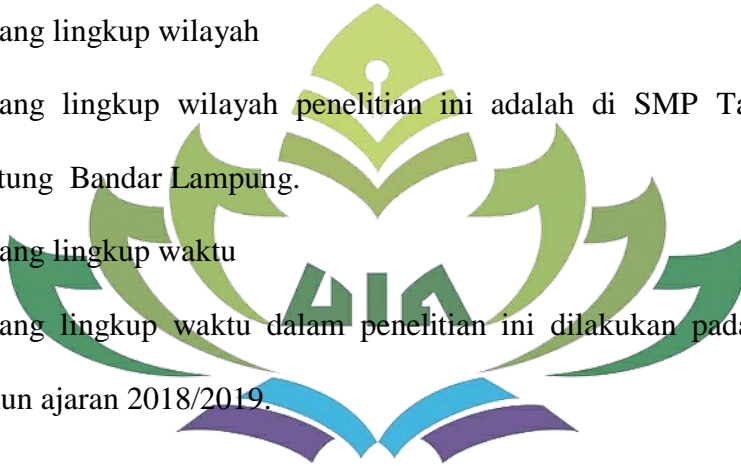 ang lingkup wilayah
ang lingkup wilayah penelitian ini adalah di SMP Ta
tung Bandar Lampung.
ang lingkup waktu
UIN
ang lingkup waktu dalam penelitian ini dilakukan pada
un ajaran 2018/2019.